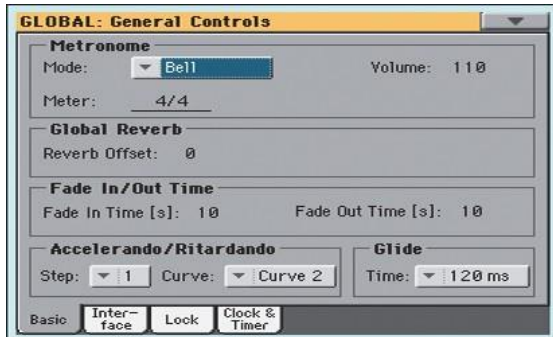 GLOBAL: General Controls
Metronome
Mode: Bell Volume: 110
Meter: 4/4
Global Reverb
Reverb Offset: 0
Fade In/Out Time
Fade In Time [s]: 10 Fade Out Time [s]: 10
Accelerando/Ritardando Glide
Step: 1 Curve: Curve 2 Time: 120 ms
Basic Inter-face Lock Clock & Timer